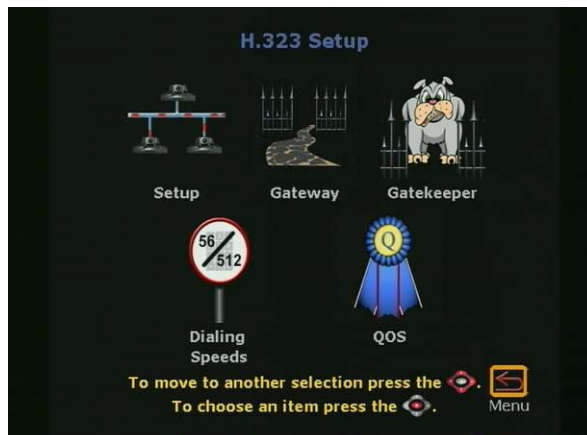 H.323 Setup
Setup
Gateway
Gatekeeper
56
512
Q
Dialing
Speeds
QOS
To move to another selection press the .
To choose an item press the .
Menu